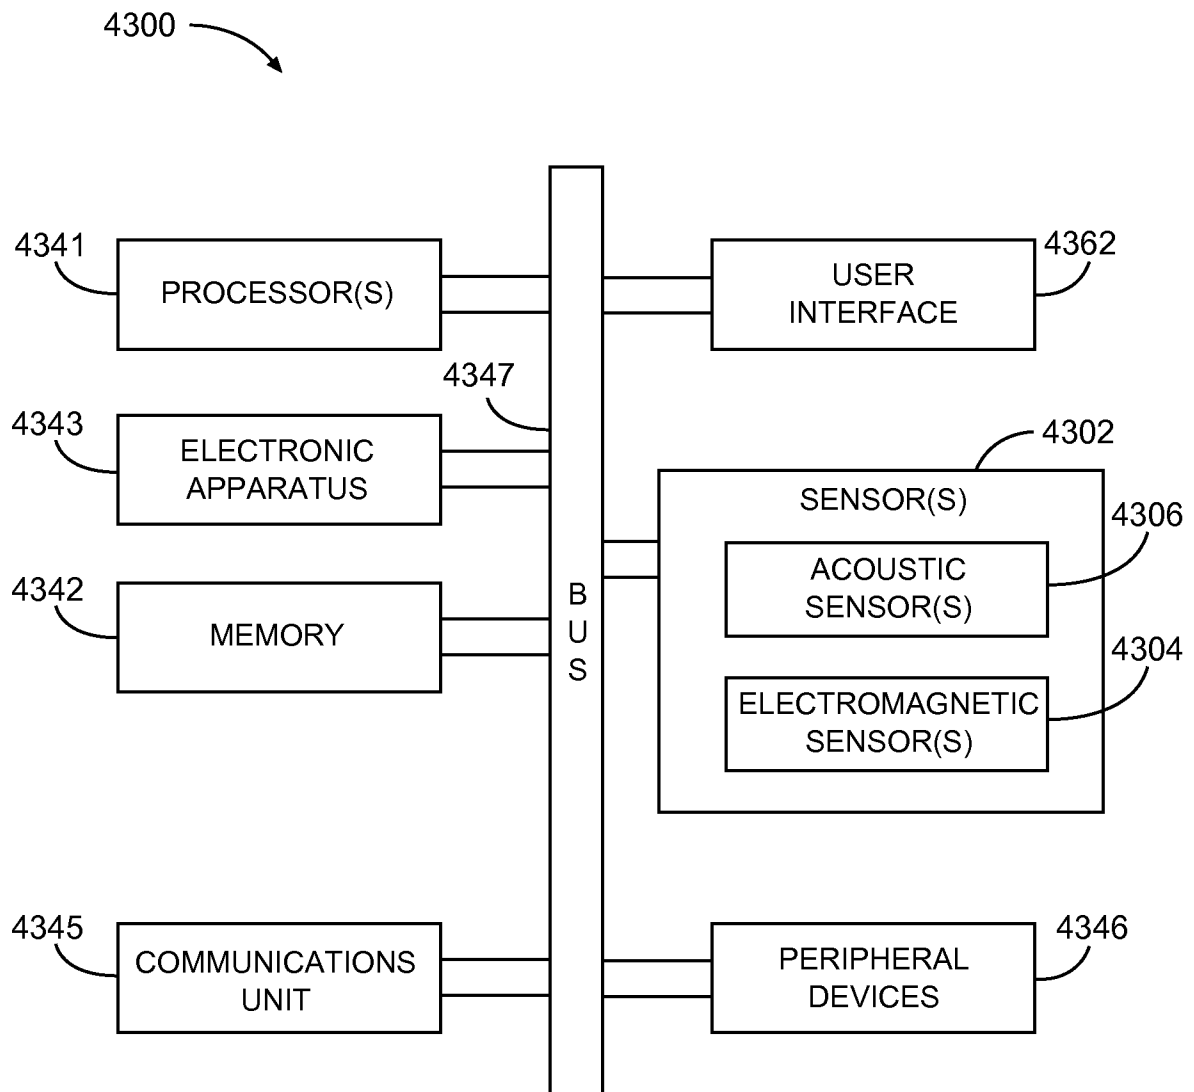 4300
4341
PROCESSOR(S)
4362
USER
INTERFACE
4347
4343
ELECTRONIC
APPARATUS
4302
SENSOR(S)
4306
ACOUSTIC
SENSOR(S)
4342
MEMORY
B
U
S
4304
ELECTROMAGNETIC
SENSOR(S)
4345
COMMUNICATIONS
UNIT
4346
PERIPHERAL
DEVICES